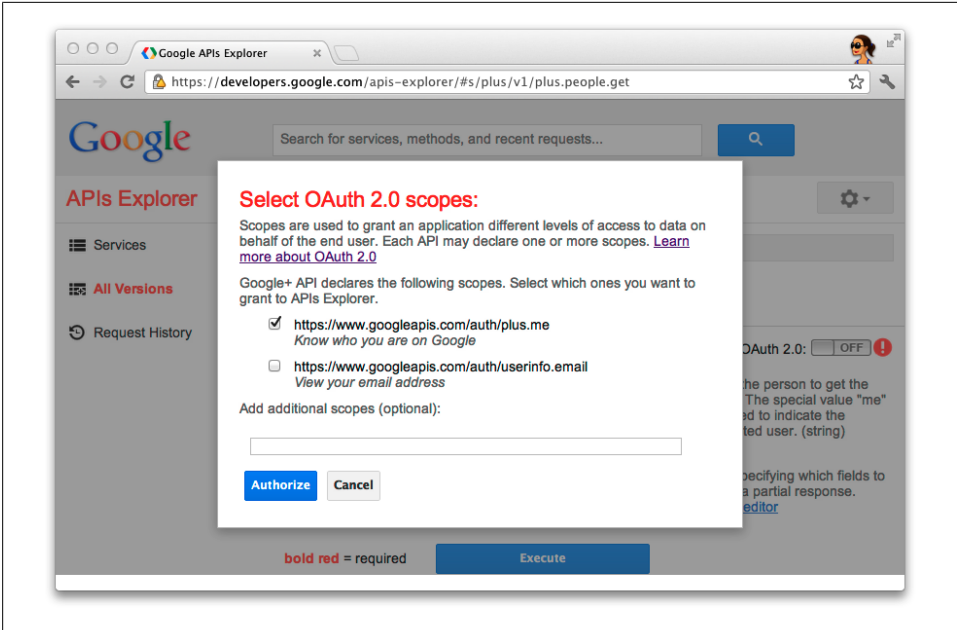 Google APIs Explorer
https://developers.google.com/apis-explorer/#s/plus/v1/plus.people.get
Google
Search for services, methods, and recent requests...
APIs Explorer
Services
All Versions
Request History
Select OAuth 2.0 scopes:
Scopes are used to grant an application different levels of access to data on
behalf of the end user. Each API may declare one or more scopes. Learn
more about OAuth 2.0
Google+ API declares the following scopes. Select which ones you want to
grant to APIs Explorer.
https://www.googleapis.com/auth/plus.me
Know who you are on Google
https://www.googleapis.com/auth/userinfo.email
View your email address
Add additional scopes (optional):
Authorize Cancel
OAuth 2.0: OFF
the person to get the
The special value "me"
to indicate the
user. (string)
which fields to
a partial response.
editor
bold red = required
Execute